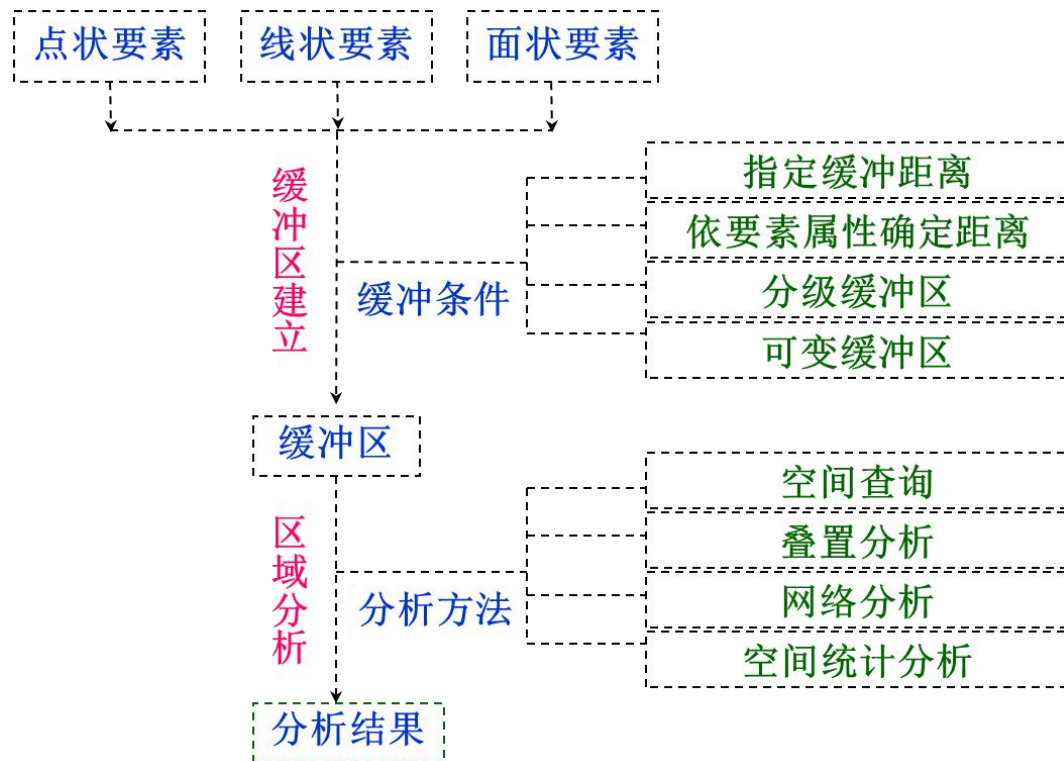 点状要素
线状要素
面状要素
缓冲区建立
缓冲条件
指定缓冲距离
依要素属性确定距离
分级缓冲区
可变缓冲区
缓冲区
区域分析
分析方法
空间查询
叠置分析
网络分析
空间统计分析
分析结果